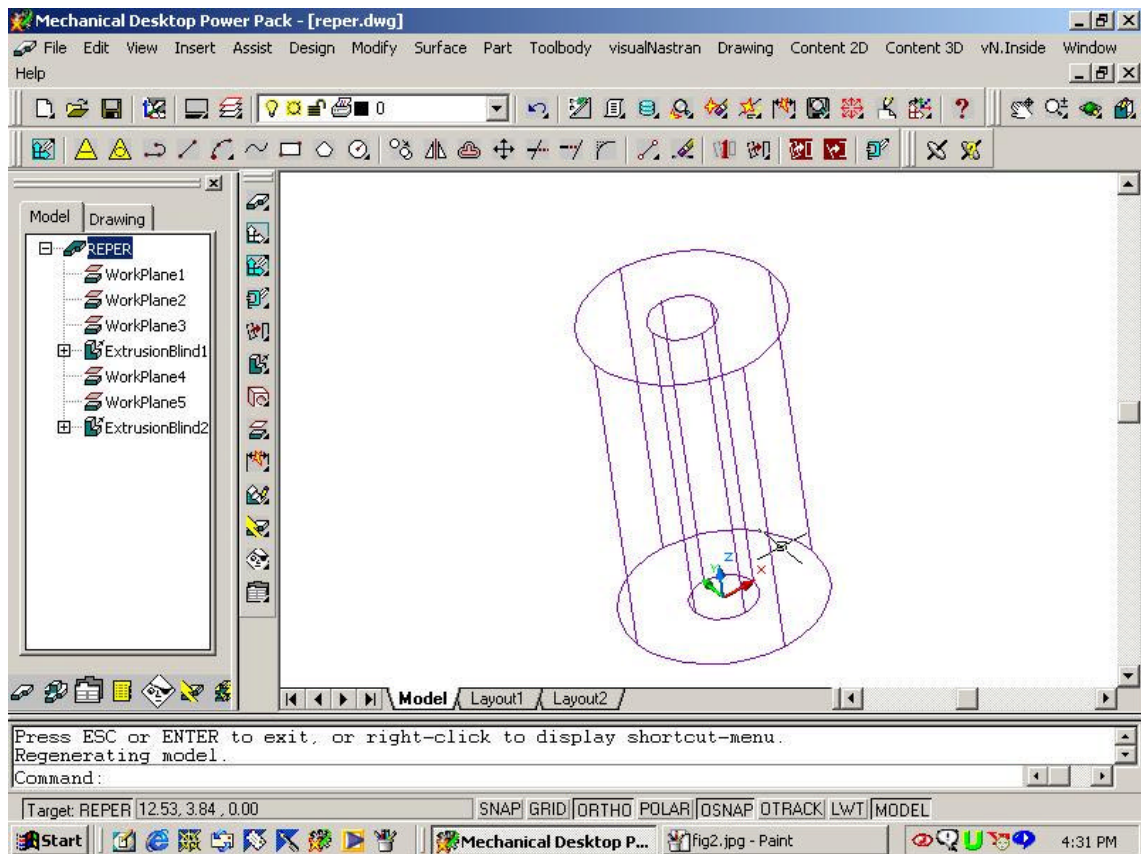 Mechanical Desktop Power Pack - [reper.dwg]
File Edit View Insert Assist Design Modify Surface Part Toolbody visualNastran Drawing Content 2D Content 3D vN.Inside Window
Help
0
?
Model Drawing
REPER
WorkPlane1
WorkPlane2
WorkPlane3
ExtrusionBlind1
WorkPlane4
WorkPlane5
ExtrusionBlind2
Z
Y
X
Model Layout1 Layout2
Press ESC or ENTER to exit, or right-click to display shortcut-menu.
Regenerating model.
Command:
Target: REPER 12.53, 3.84 , 0.00 SNAP GRID ORTHO POLAR OSNAP OTRACK LWT MODEL
Start Mechanical Desktop P... fig2.jpg - Paint 4:31 PM